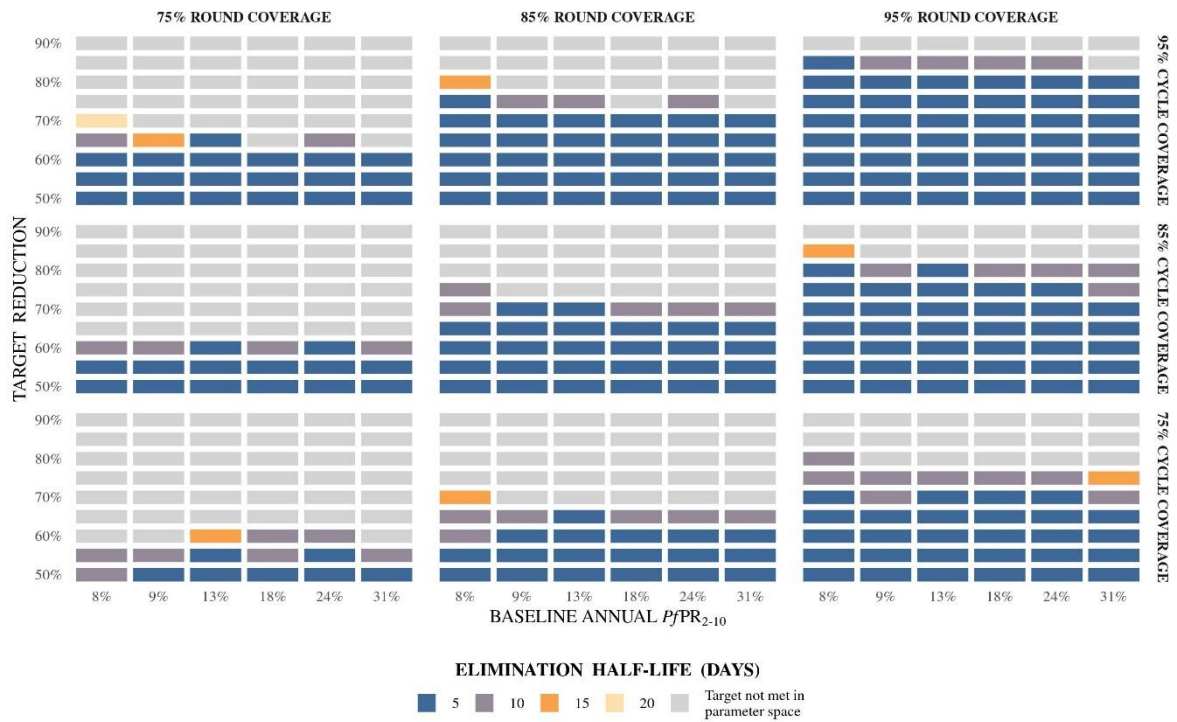 75% ROUND COVERAGE
85% ROUND COVERAGE
95% ROUND COVERAGE
TARGET REDUCTION
90%
80%
70%
60%
50%
95% CYCLE COVERAGE
90%
80%
70%
60%
50%
85% CYCLE COVERAGE
90%
80%
70%
60%
50%
75% CYCLE COVERAGE
8% 9% 13% 18% 24% 31%
8% 9% 13% 18% 24% 31%
8% 9% 13% 18% 24% 31%
BASELINE ANNUAL PfPR2-10
ELIMINATION HALF-LIFE (DAYS)
5 10 15 20 Target not met in
parameter space